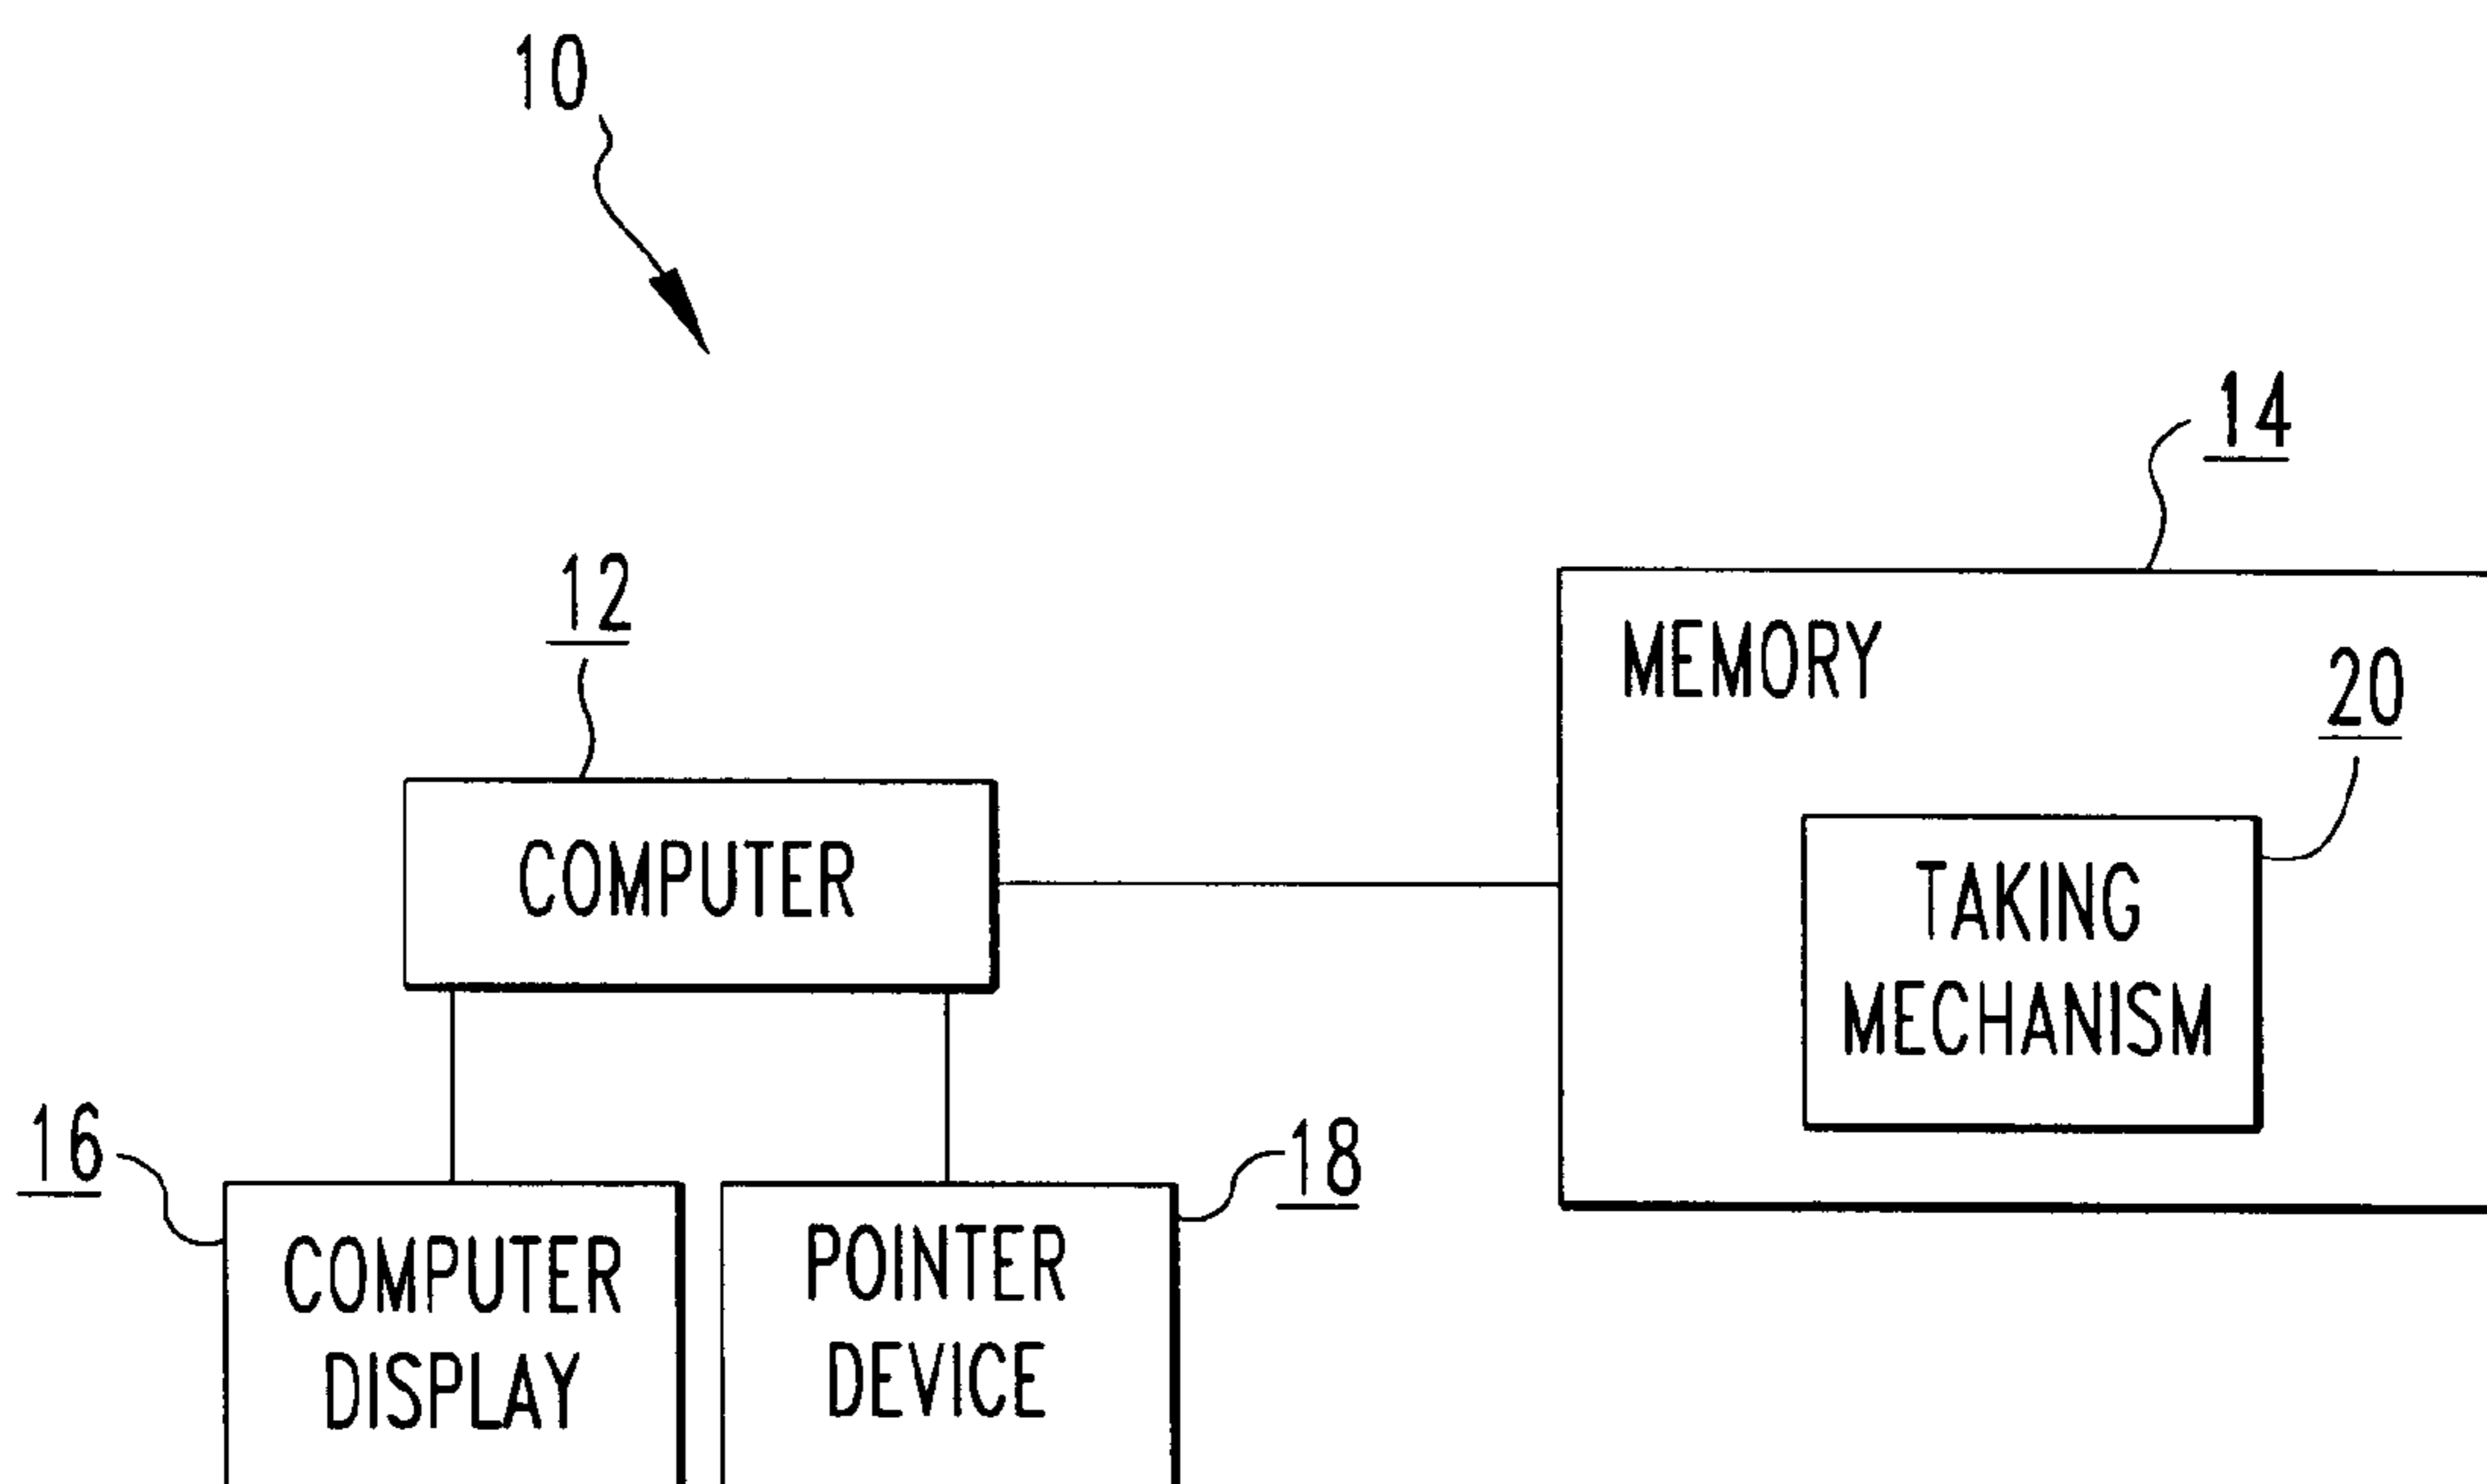 10
14
12
MEMORY
20
COMPUTER
TAKING
MECHANISM
16
18
COMPUTER
DISPLAY
POINTER
DEVICE